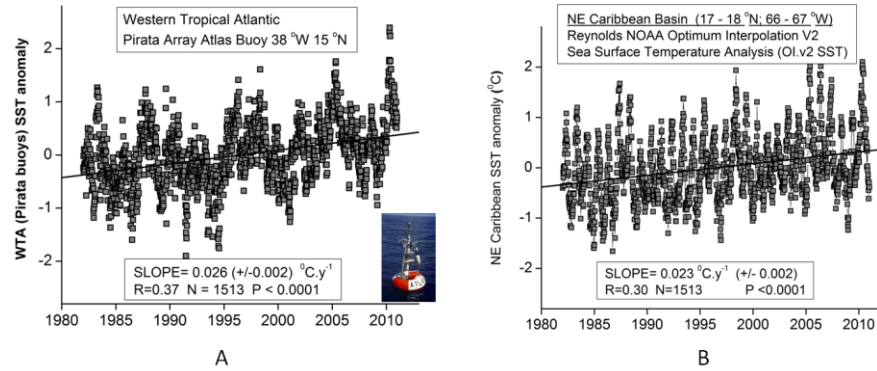 Western Tropical Atlantic
Pirata Array Atlas Buoy 38 °W 15 °N
WTA (Pirata buoys) SST anomaly
2
1
0
-1
-2
SLOPE= 0.026 (+/-0.002) ⁰C.y⁻¹
R=0.37 N = 1513 P < 0.0001
1980 1985 1990 1995 2000 2005 2010
A
NE Caribbean Basin (17 - 18 °N; 66 - 67 °W)
Reynolds NOAA Optimum Interpolation V2
Sea Surface Temperature Analysis (OI.v2 SST)
NE Caribbean SST anomaly (°C)
2
1
0
-1
-2
SLOPE= 0.023 ⁰C.y⁻¹ (+/- 0.002)
R=0.30 N=1513 P <0.0001
1980 1985 1990 1995 2000 2005 2010
B